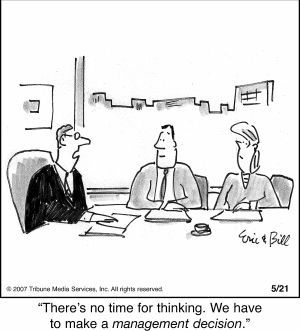 Eric & Bill
© 2007 Tribune Media Services, Inc. All rights reserved.
5/21
“There’s no time for thinking. We have
to make a management decision.”